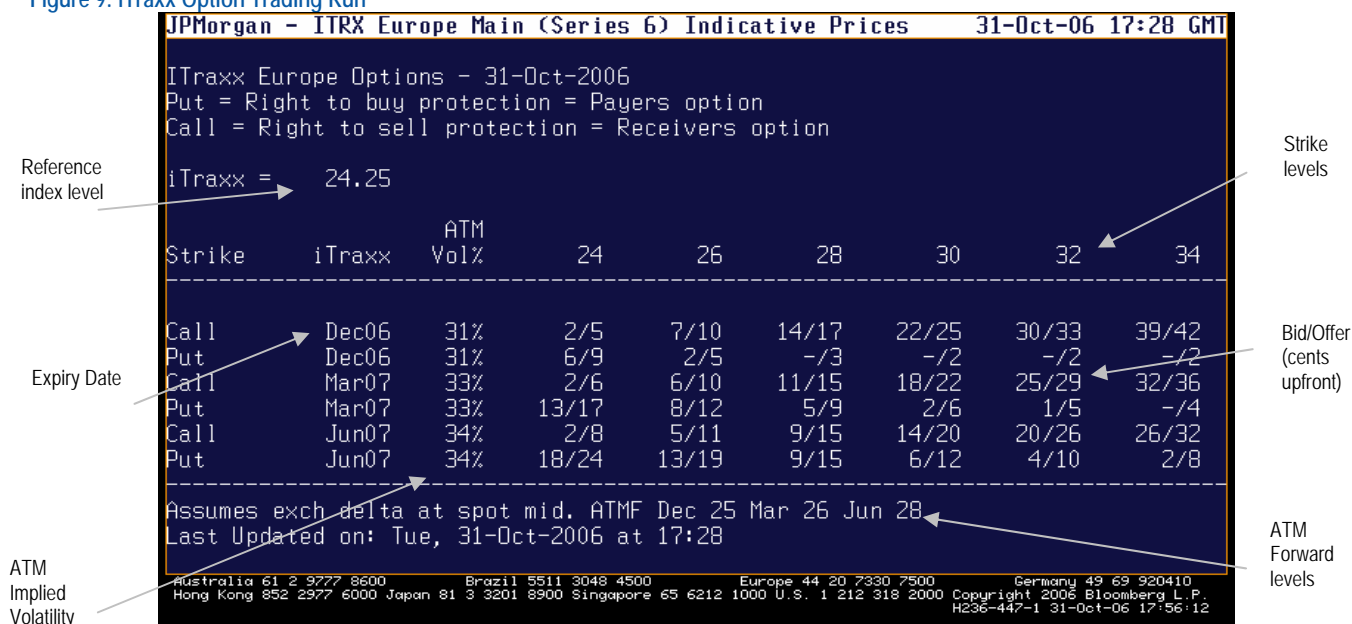 Figure 9: ITraxx Option Trading Run
JPMorgan - ITRX Europe Main (Series 6) Indicative Prices 31-Oct-06 17:28 GMT
ITraxx Europe Options - 31-Oct-2006
Put = Right to buy protection = Payers option
Call = Right to sell protection = Receivers option
Reference
index level
iTraxx = 24.25
Strike
levels
ATM
Strike iTraxx Vol% 24 26 28 30 32 34
Call Dec06 31% 2/5 7/10 14/17 22/25 30/33 39/42
Put Dec06 31% 6/9 2/5 -/3 -/2 -/2 -/2
Call Mar07 33% 2/6 6/10 11/15 18/22 25/29 32/36
Put Mar07 33% 13/17 8/12 5/9 2/6 1/5 -/4
Call Jun07 34% 2/8 5/11 9/15 14/20 20/26 26/32
Put Jun07 34% 18/24 13/19 9/15 6/12 4/10 2/8
Expiry Date
Bid/Offer
(cents
upfront)
Assumes exch delta at spot mid. ATMF Dec 25 Mar 26 Jun 28
Last Updated on: Tue, 31-Oct-2006 at 17:28
ATM
Forward
levels
ATM
Implied
Volatility
Australia 61 2 9777 8600 Brazil 5511 3048 4500 Europe 44 20 7330 7500 Germany 49 69 920410
Hong Kong 852 2977 6000 Japan 81 3 3201 8900 Singapore 65 6212 1000 U.S. 1 212 318 2000 Copyright 2006 Bloomberg L.P.
H236-447-1 31-Oct-06 17:56:12